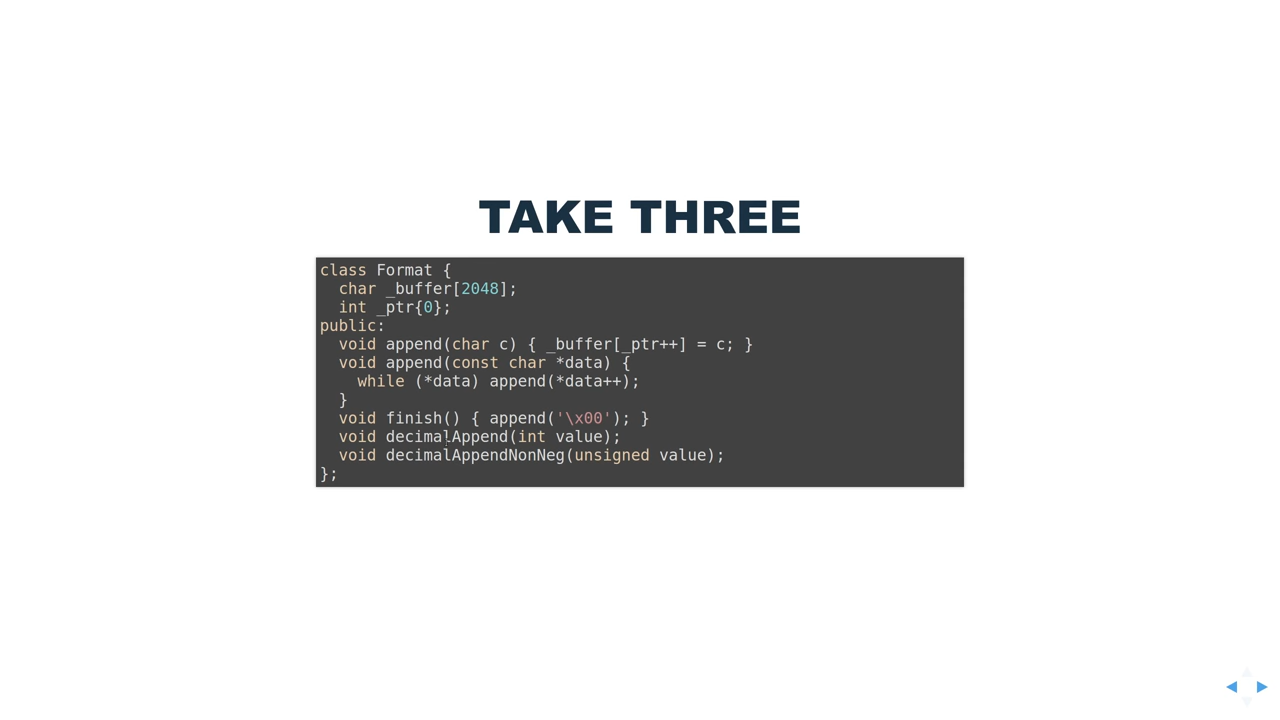 TAKE THREE
class Format {
  char _buffer[2048];
  int _ptr{0};
public:
  void append(char c) { _buffer[_ptr++] = c; }
  void append(const char *data) {
    while (*data) append(*data++);
  }
  void finish() { append('\x00'); }
  void decimalAppend(int value);
  void decimalAppendNonNeg(unsigned value);
};